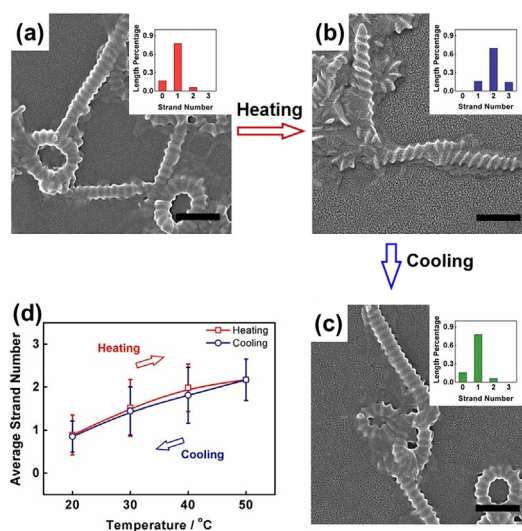 (a)
Length Percentage
0.9
0.6
0.3
0.0
0 1 2 3
Strand Number
Heating
(b)
Length Percentage
0.9
0.6
0.3
0.0
0 1 2 3
Strand Number
Cooling
(c)
Length Percentage
0.9
0.6
0.3
0.0
0 1 2 3
Strand Number
(d)
Average Strand Number
3
2
1
0
Heating
Cooling
Heating
Cooling
20 30 40 50
Temperature / °C